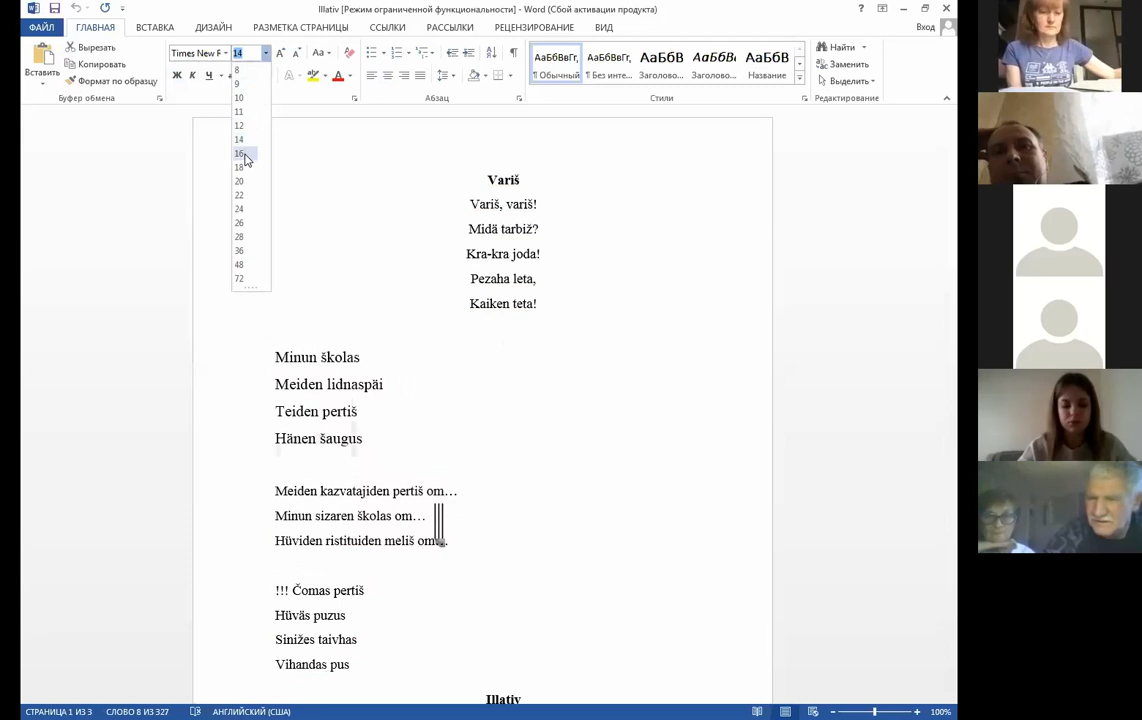 Illativ [Режим ограниченной функциональности] - Word (Сбой активации продукта)
ФАЙЛ ГЛАВНАЯ ВСТАВКА ДИЗАЙН РАЗМЕТКА СТРАНИЦЫ ССЫЛКИ РАССЫЛКИ РЕЦЕНЗИРОВАНИЕ ВИД Вход
Вставить
Вырезать
Копировать
Формат по образцу
Буфер обмена
Times New F 14
Ж К Ч
8
9
10
11
12
14
16
18
20
22
24
26
28
36
48
72
Абзац
АаБбВвГг, АаБбВвГг, АаБбВ АаБбВвГ АаБбВ
¶ Обычный ¶ Без инте... Заголово... Заголово... Название
Стили
Найти
Заменить
Выделить
Редактирование
Variš
Variš, variš!
Midä tarbiž?
Kra-kra joda!
Pezaha leta,
Kaiken teta!
Minun školas
Meiden lidnaspäi
Teiden pertiš
Hänen šaugus
Meiden kazvatajiden pertiš om…
Minun sizaren školas om…
Hüviden ristituiden meliš om…
!!! Čomas pertiš
Hüväs puzus
Sinižes taivhas
Vihandas pus
Illativ
СТРАНИЦА 1 ИЗ 3 СЛОВО 8 ИЗ 327 АНГЛИЙСКИЙ (США) 100%